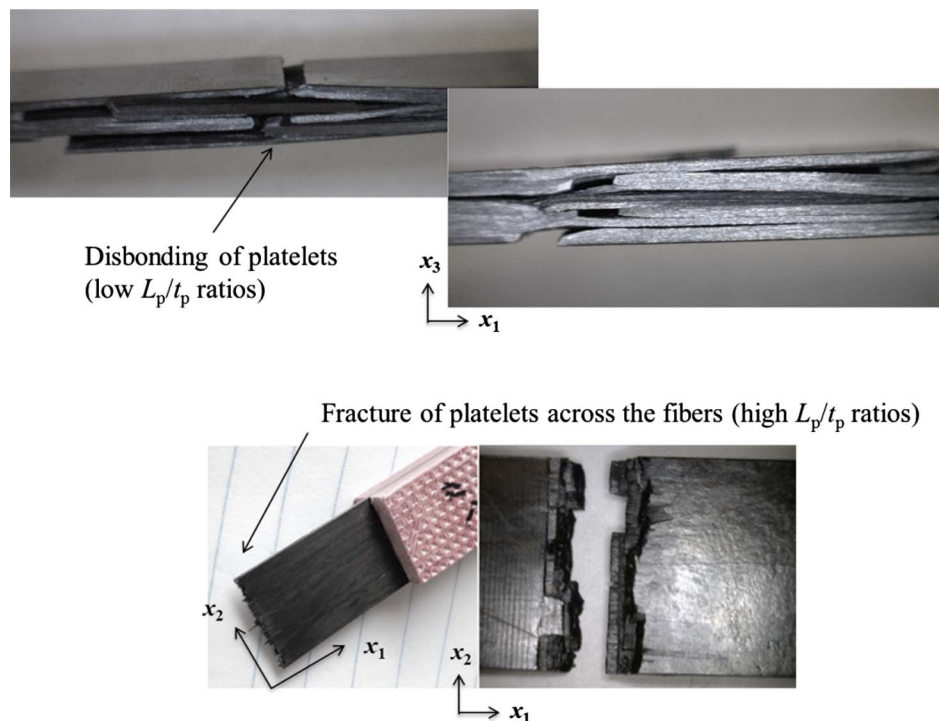 Disbonding of platelets
(low Lp/tp ratios)
x3
x1
Fracture of platelets across the fibers (high Lp/tp ratios)
x2
x1
x2
x1